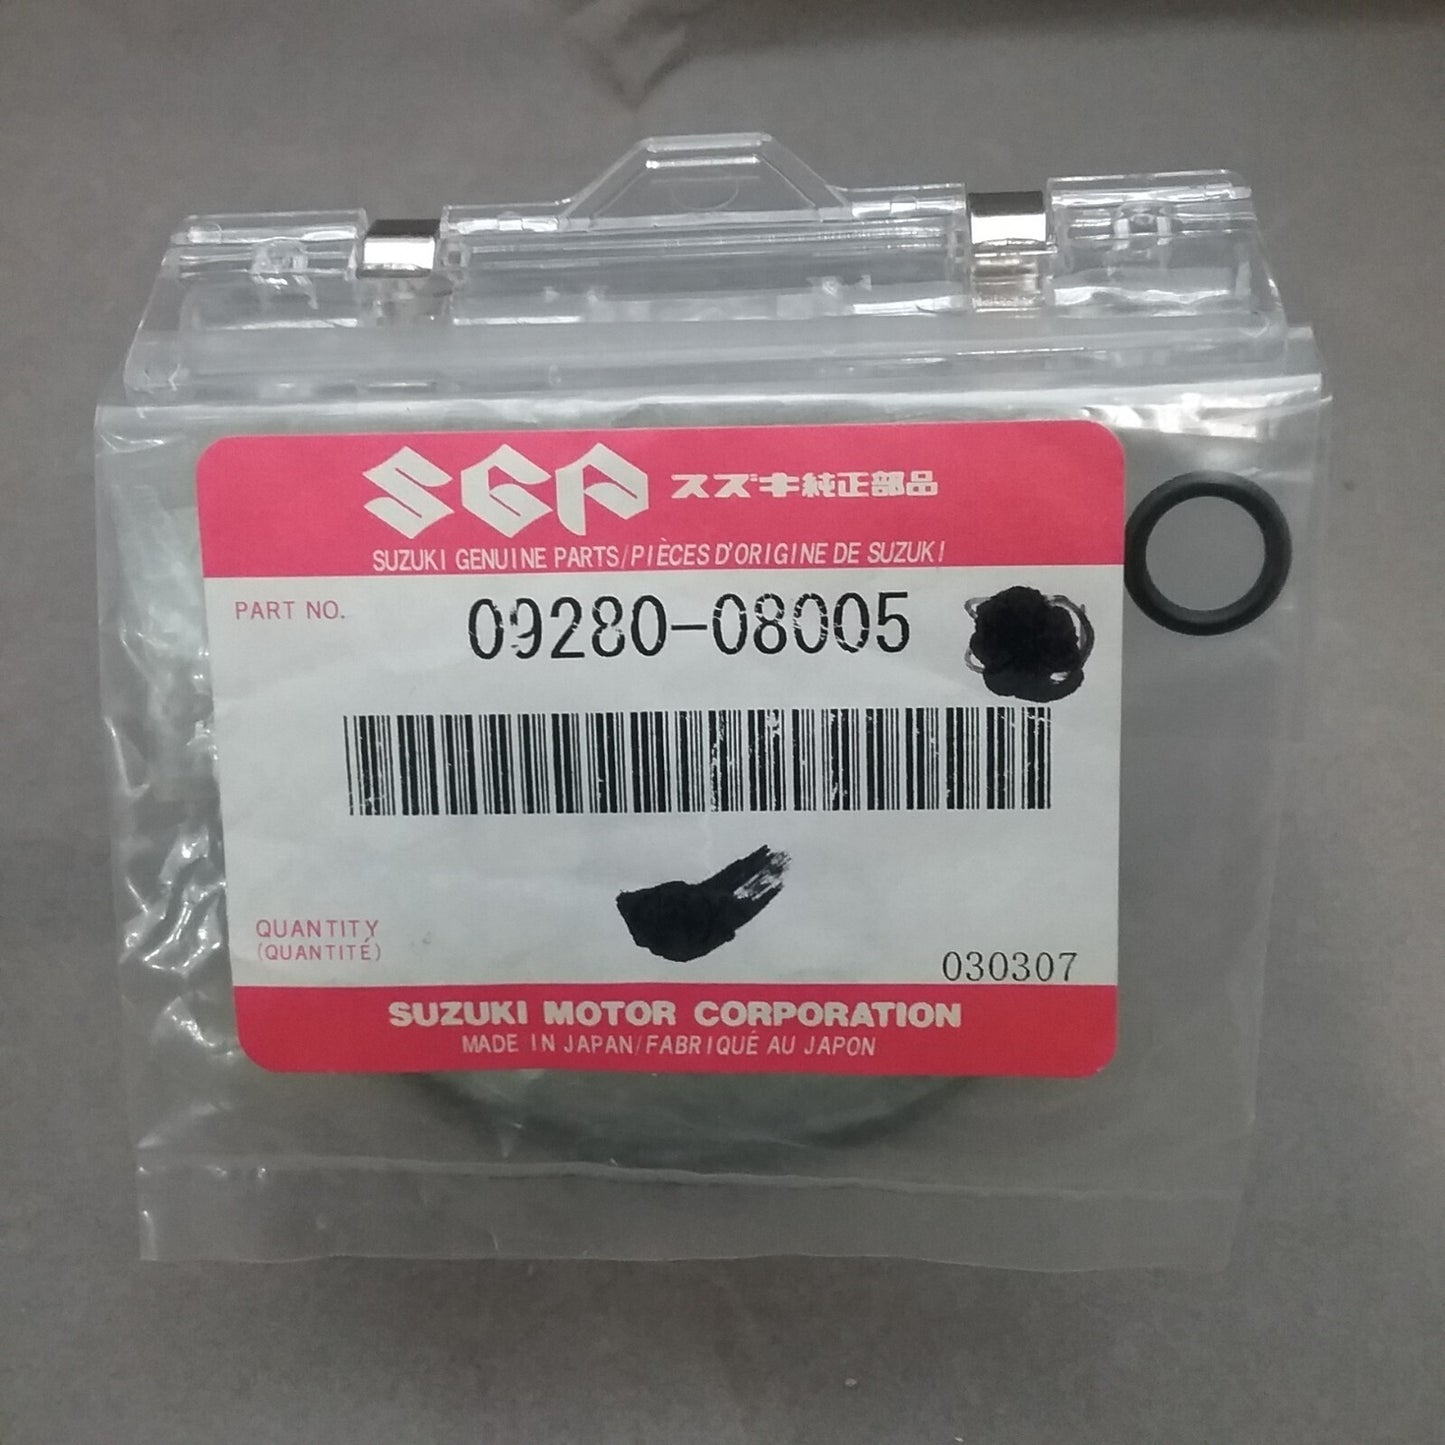 SGP スズキ純正部品
SUZUKI GENUINE PARTS/PIÈCES D'ORIGINE DE SUZUKI
PART NO. 09280-08005
QUANTITY
(QUANTITÉ)
030307
SUZUKI MOTOR CORPORATION
MADE IN JAPAN/FABRIQUÉ AU JAPON